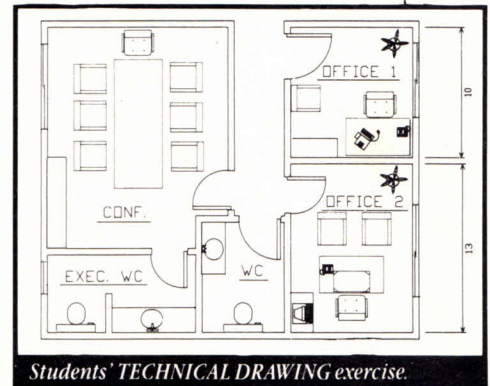 OFFICE 1
10
OFFICE 2
CONF.
13
EXEC. WC
WC
Students' TECHNICAL DRAWING exercise.